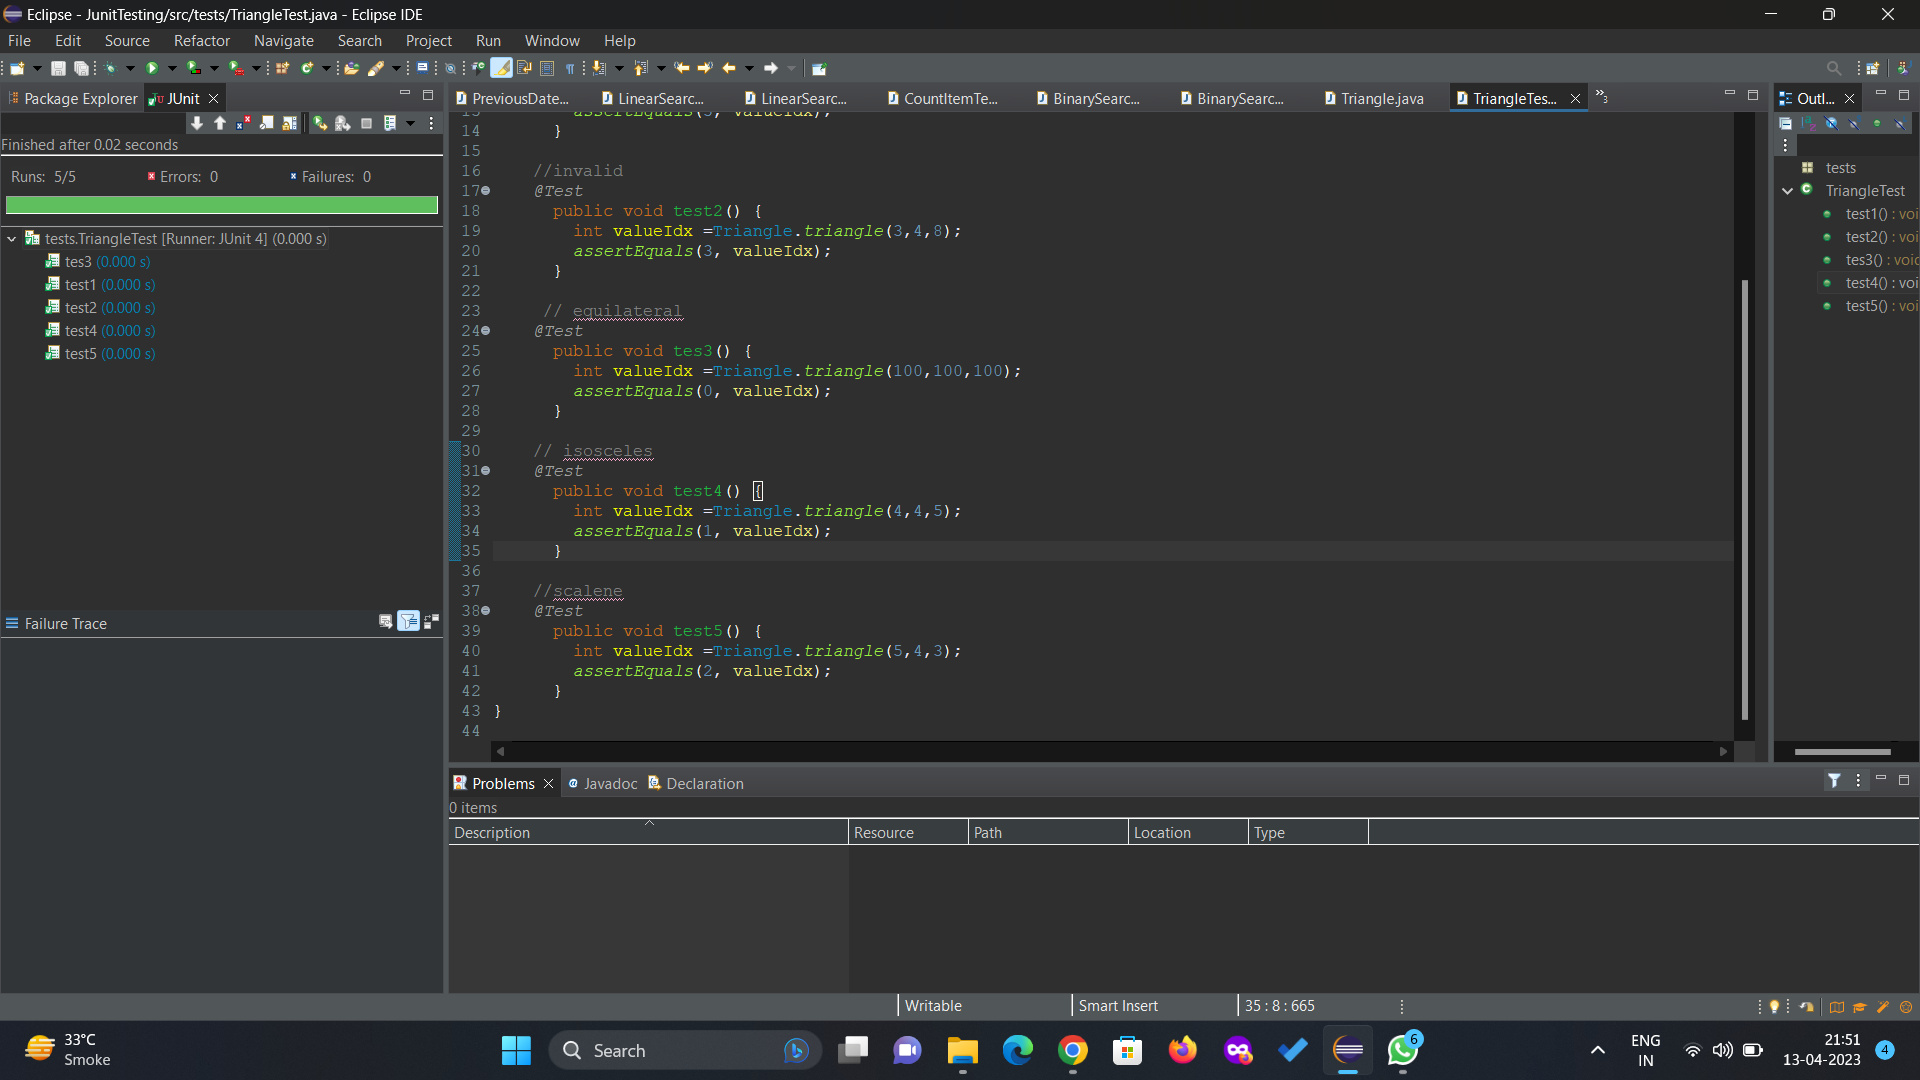 Eclipse - JunitTesting/src/tests/TriangleTest.java - Eclipse IDE
File Edit Source Refactor Navigate Search Project Run Window Help
Package Explorer JUnit
PreviousDate... LinearSearc... LinearSearc... CountItemTe... BinarySearc... BinarySearc... Triangle.java TriangleTes... »3
Outl...
Finished after 0.02 seconds
Runs: 5/5 Errors: 0 Failures: 0
tests.TriangleTest [Runner: JUnit 4] (0.000 s)
tes3 (0.000 s)
test1 (0.000 s)
test2 (0.000 s)
test4 (0.000 s)
test5 (0.000 s)
Failure Trace
13 assertEquals(3, valueIdx);
14 }
15
16 //invalid
17 @Test
18 public void test2() {
19 int valueIdx =Triangle.triangle(3,4,8);
20 assertEquals(3, valueIdx);
21 }
22
23 // equilateral
24 @Test
25 public void tes3() {
26 int valueIdx =Triangle.triangle(100,100,100);
27 assertEquals(0, valueIdx);
28 }
29
30 // isosceles
31 @Test
32 public void test4() {
33 int valueIdx =Triangle.triangle(4,4,5);
34 assertEquals(1, valueIdx);
35 }
36
37 //scalene
38 @Test
39 public void test5() {
40 int valueIdx =Triangle.triangle(5,4,3);
41 assertEquals(2, valueIdx);
42 }
43 }
44
tests
TriangleTest
test1() : voi
test2() : voi
tes3() : voic
test4() : voi
test5() : voi
Problems Javadoc Declaration
0 items
Description Resource Path Location Type
Writable Smart Insert 35 : 8 : 665
33°C
Smoke
Search
6
ENG
IN
21:51
13-04-2023
4